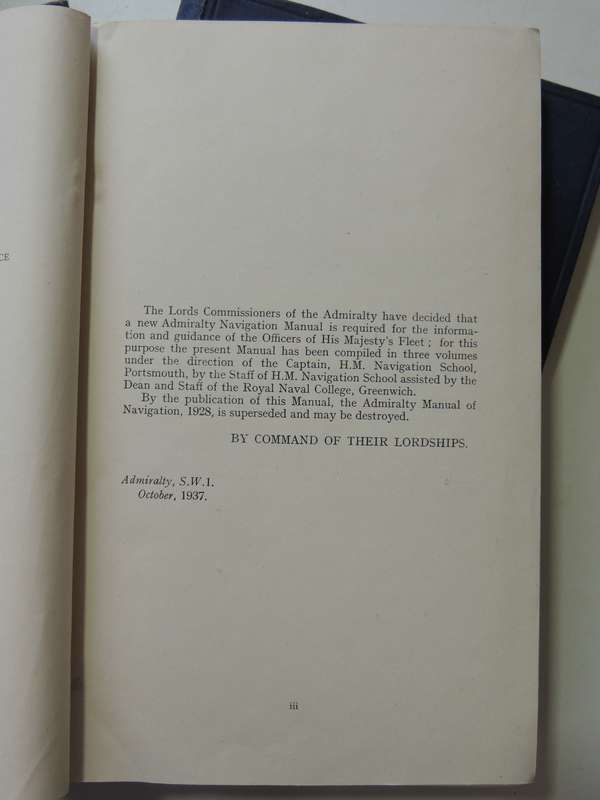 CE
The Lords Commissioners of the Admiralty have decided that
a new Admiralty Navigation Manual is required for the informa-
tion and guidance of the Officers of His Majesty's Fleet ; for this
purpose the present Manual has been compiled in three volumes
under the direction of the Captain, H.M. Navigation School,
Portsmouth, by the Staff of H.M. Navigation School assisted by the
Dean and Staff of the Royal Naval College, Greenwich.
By the publication of this Manual, the Admiralty Manual of
Navigation, 1928, is superseded and may be destroyed.
BY COMMAND OF THEIR LORDSHIPS.
Admiralty, S.W.1.
October, 1937.
iii